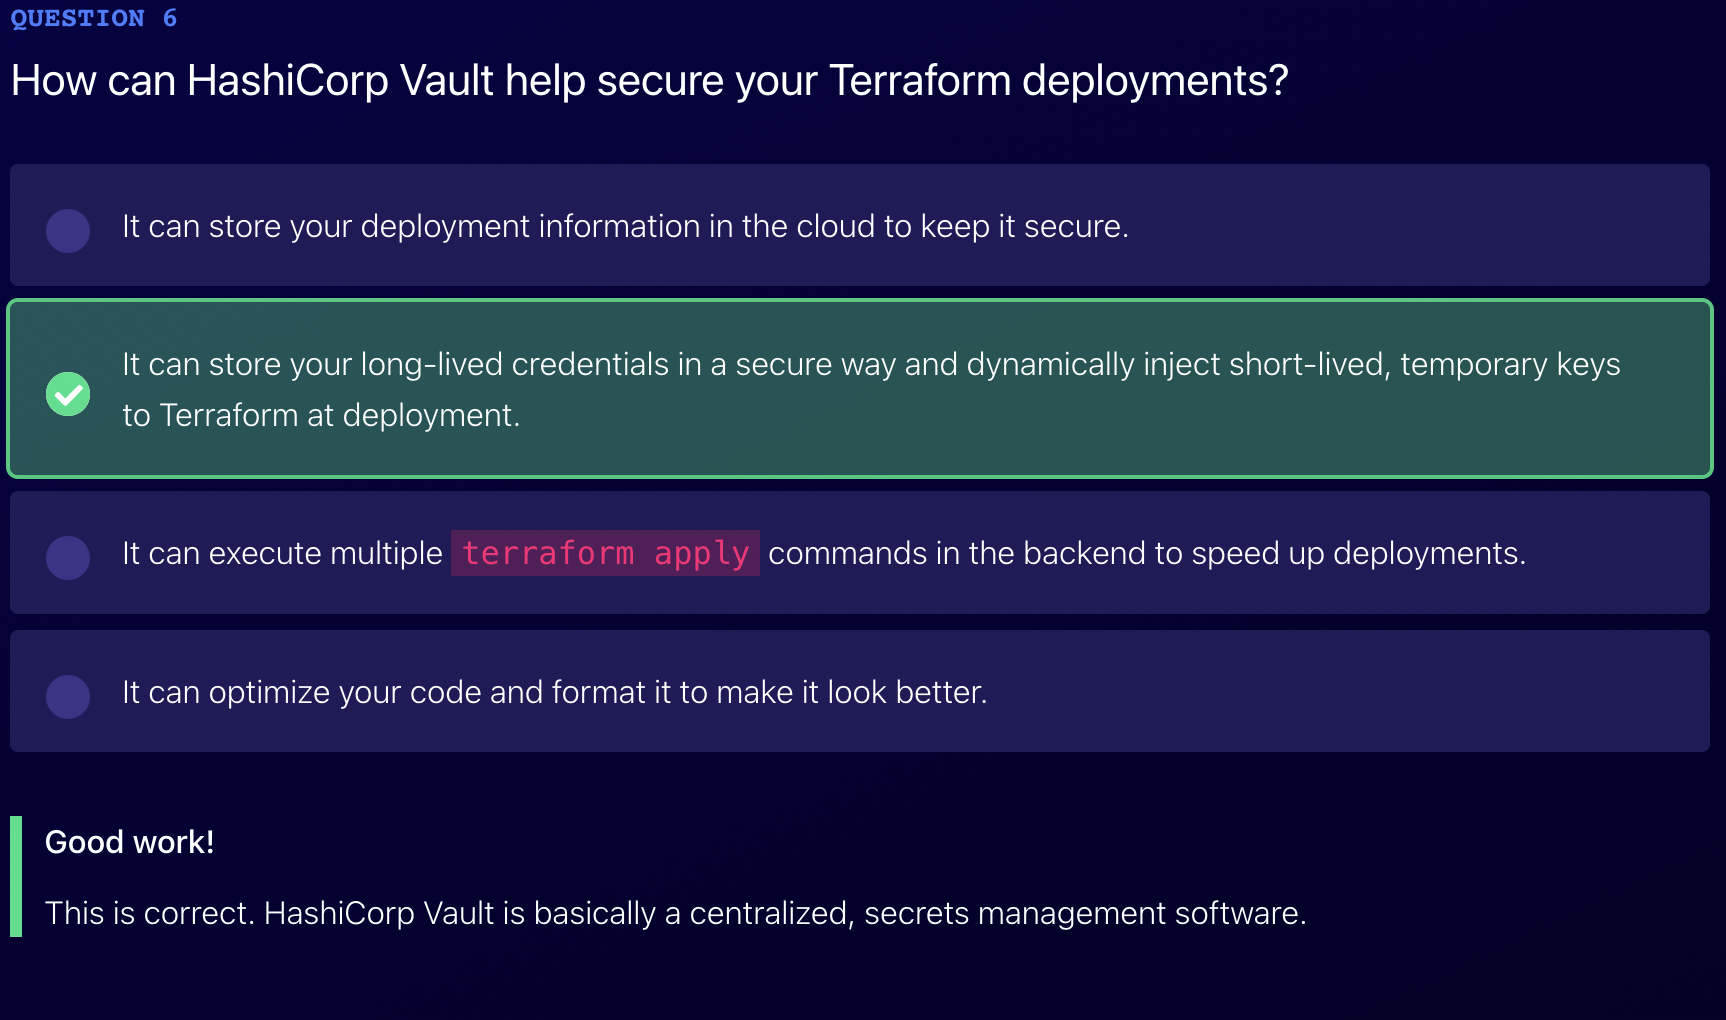 QUESTION 6
How can HashiCorp Vault help secure your Terraform deployments?
It can store your deployment information in the cloud to keep it secure.
It can store your long-lived credentials in a secure way and dynamically inject short-lived, temporary keys
to Terraform at deployment.
It can execute multiple terraform apply commands in the backend to speed up deployments.
It can optimize your code and format it to make it look better.
Good work!
This is correct. HashiCorp Vault is basically a centralized, secrets management software.